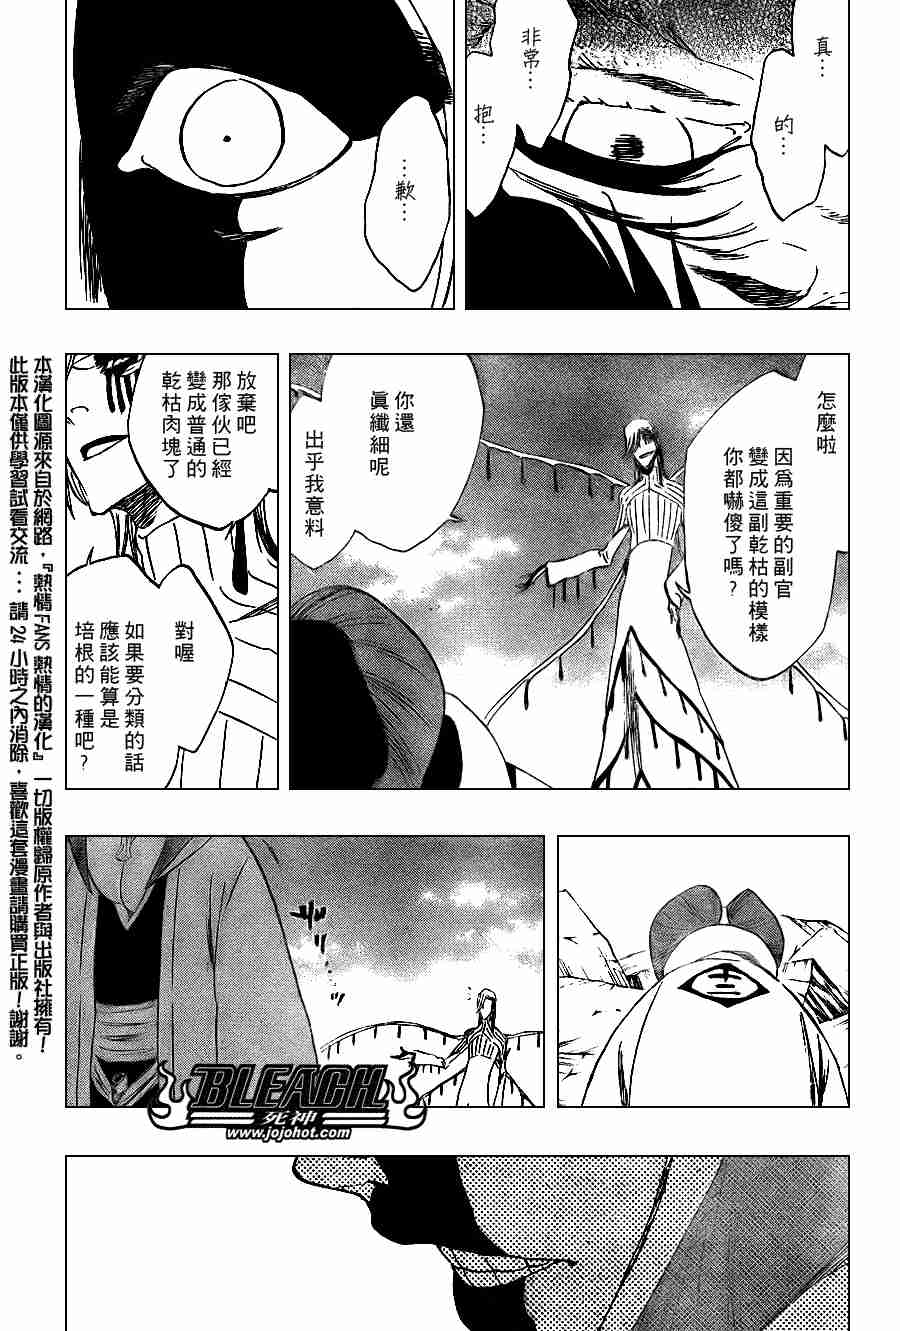 真…
的…
非常…
抱…
…歉…
怎麼啦
因爲重要的副官
變成這副乾枯的模樣
你都嚇傻了嗎？
你還
眞纖細呢
出乎我意料
放棄吧
那傢伙已經
變成普通的
乾枯肉塊了
對喔
如果要分類的話
應該能算是
培根的一種吧？
三
BLEACH
死神
www.jojohot.com
本漢化圖源來自於網路，『熱情FANS 熱情的漢化』一切版權歸原作者與出版社擁有！
此版本僅供學習試看交流… 請24小時之內消除，喜歡這套漫畫請購買正版！謝謝。